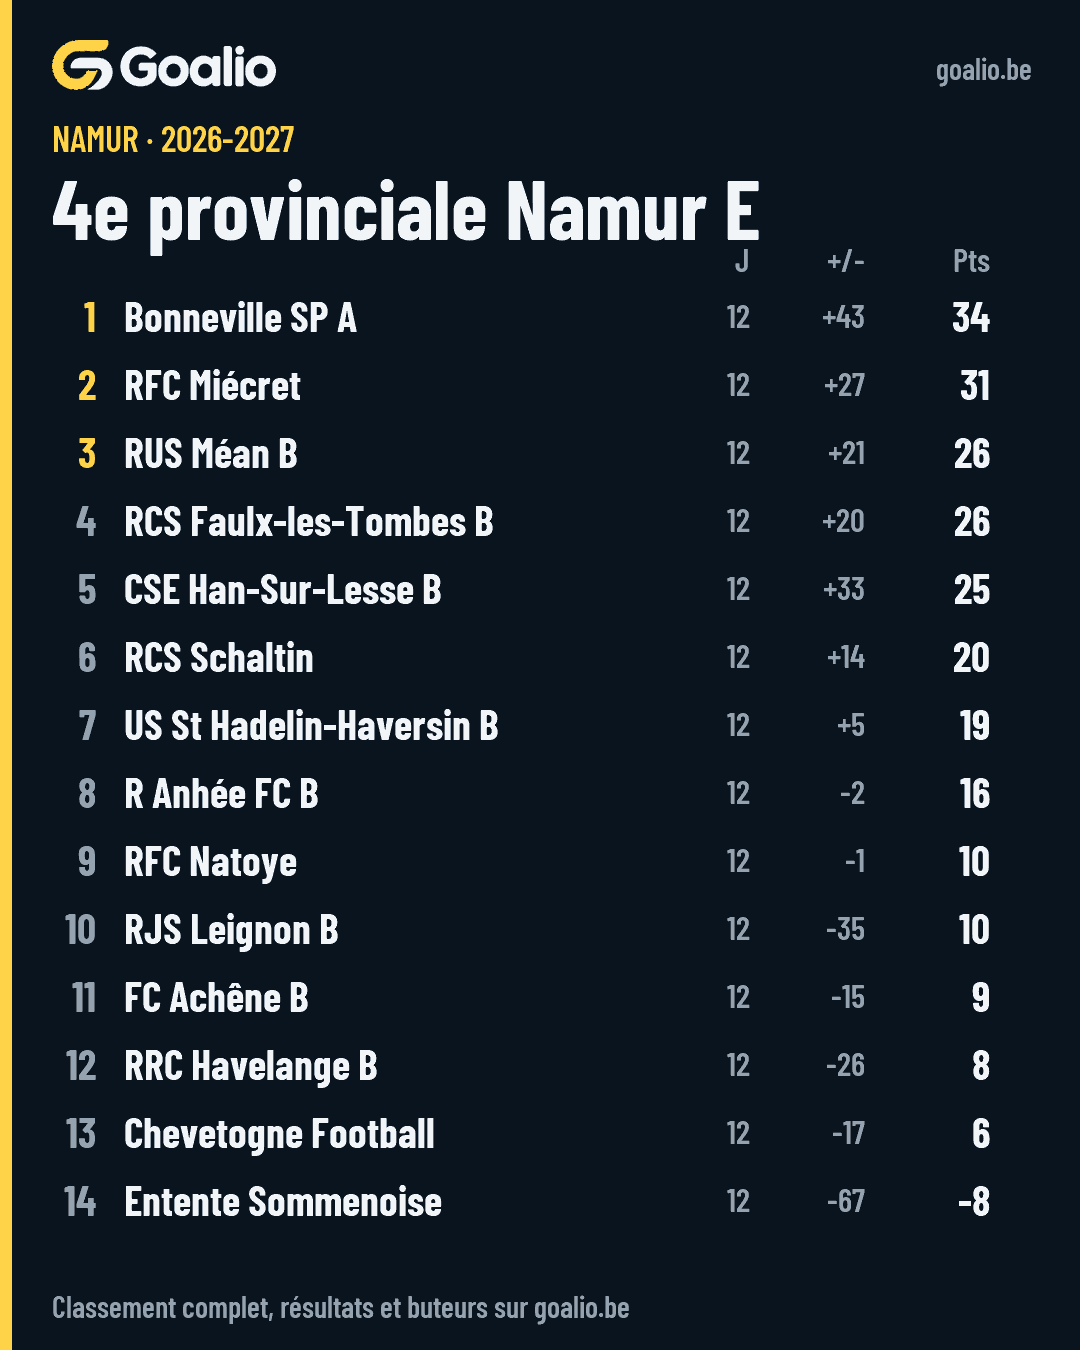 Goalio
goalio.be
NAMUR · 2026-2027
4e provinciale Namur E
J +/- Pts
1 Bonneville SP A 12 +43 34
2 RFC Miécret 12 +27 31
3 RUS Méan B 12 +21 26
4 RCS Faulx-les-Tombes B 12 +20 26
5 CSE Han-Sur-Lesse B 12 +33 25
6 RCS Schaltin 12 +14 20
7 US St Hadelin-Haversin B 12 +5 19
8 R Anhée FC B 12 -2 16
9 RFC Natoye 12 -1 10
10 RJS Leignon B 12 -35 10
11 FC Achêne B 12 -15 9
12 RRC Havelange B 12 -26 8
13 Chevetogne Football 12 -17 6
14 Entente Sommenoise 12 -67 -8
Classement complet, résultats et buteurs sur goalio.be